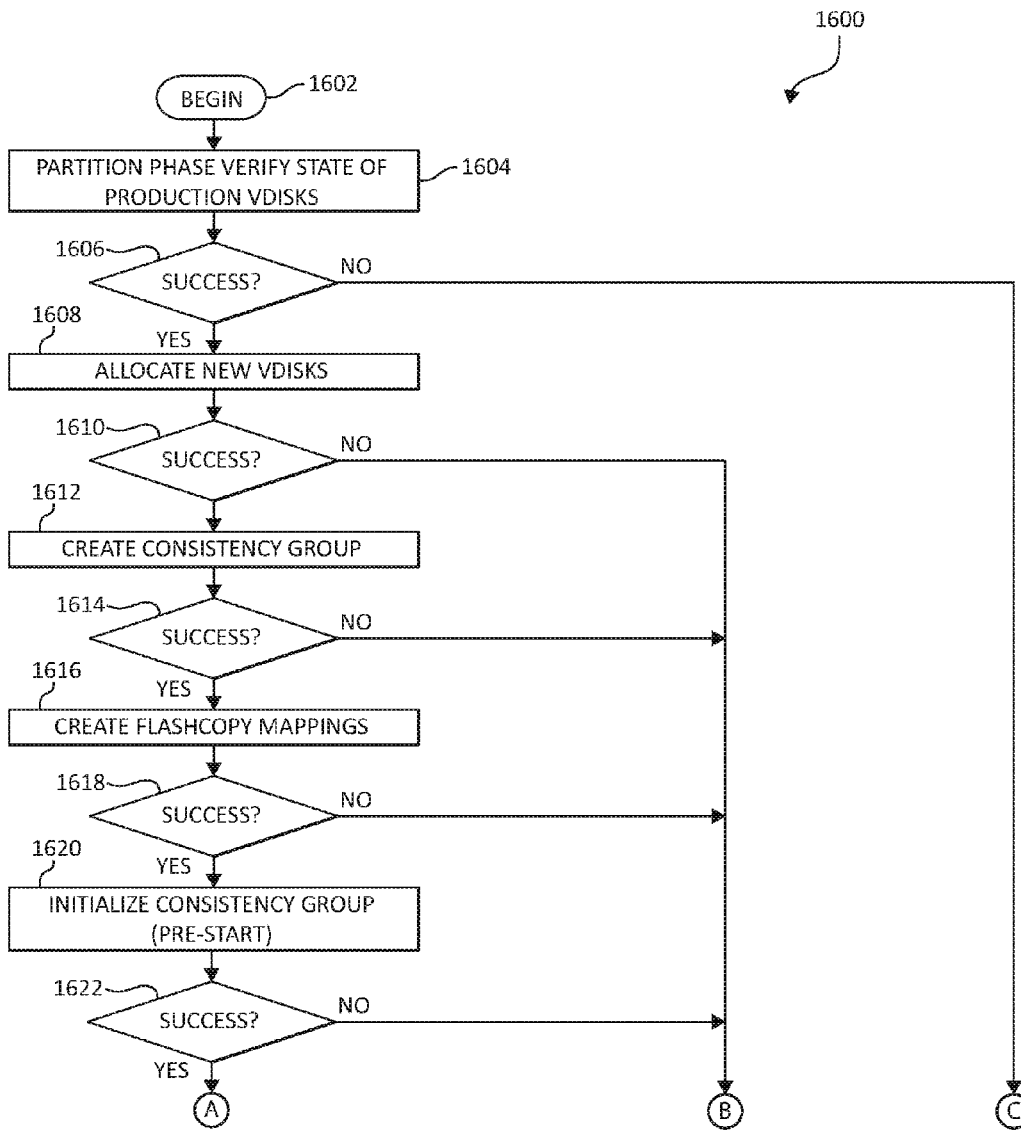 1600
BEGIN
1602
PARTITION PHASE VERIFY STATE OF
PRODUCTION VDISKS
1604
1606
SUCCESS?
NO
YES
1608
ALLOCATE NEW VDISKS
1610
SUCCESS?
NO
1612
CREATE CONSISTENCY GROUP
1614
SUCCESS?
NO
YES
1616
CREATE FLASHCOPY MAPPINGS
1618
SUCCESS?
NO
YES
1620
INITIALIZE CONSISTENCY GROUP
(PRE-START)
1622
SUCCESS?
NO
YES
A
B
C